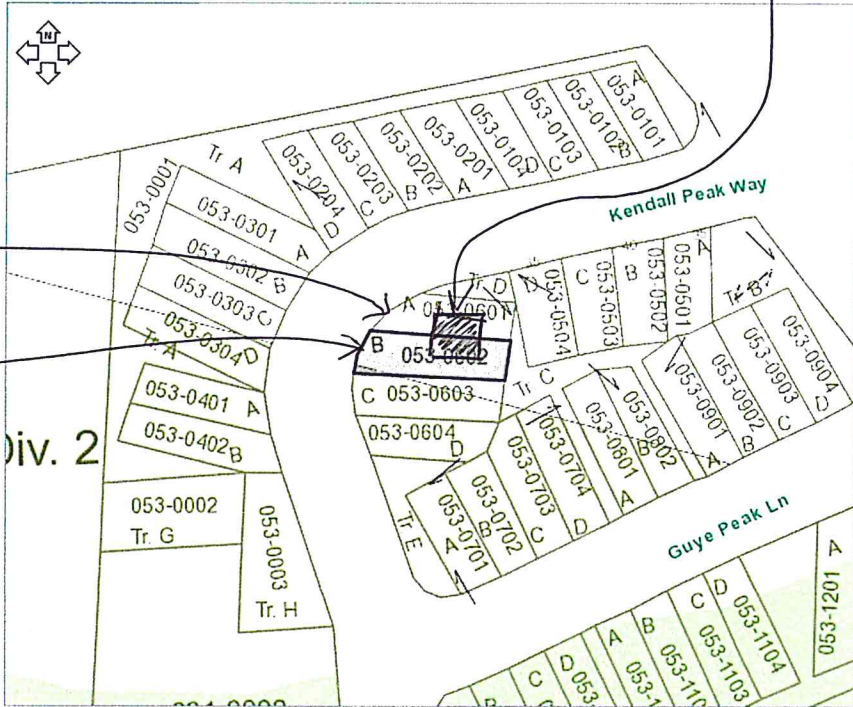 N
053-0101
A
053-0102
B
053-0103
C
053-0104
D
053-0201
A
053-0202
B
053-0203
C
053-0204
D
Tr A
053-0001
053-0301
A
053-0302
B
053-0303
C
053-0304
D
Tr A
053-0401
A
053-0402
B
Kendall Peak Way
Tr D
A
B
053-0602
C 053-0603
053-0604
D
D
053-0504
C
053-0503
B
053-0502
A
053-0501
Tr B
Tr C
053-0904
D
053-0903
C
053-0902
B
053-0901
A
053-0802
B
053-0801
A
053-0704
D
053-0703
C
053-0702
B
053-0701
A
Tr E
Div. 2
053-0002
Tr. G
053-0003
Tr. H
Guye Peak Ln
A
053-1201
D
053-1104
C
053-1103
B
A
D
C
B